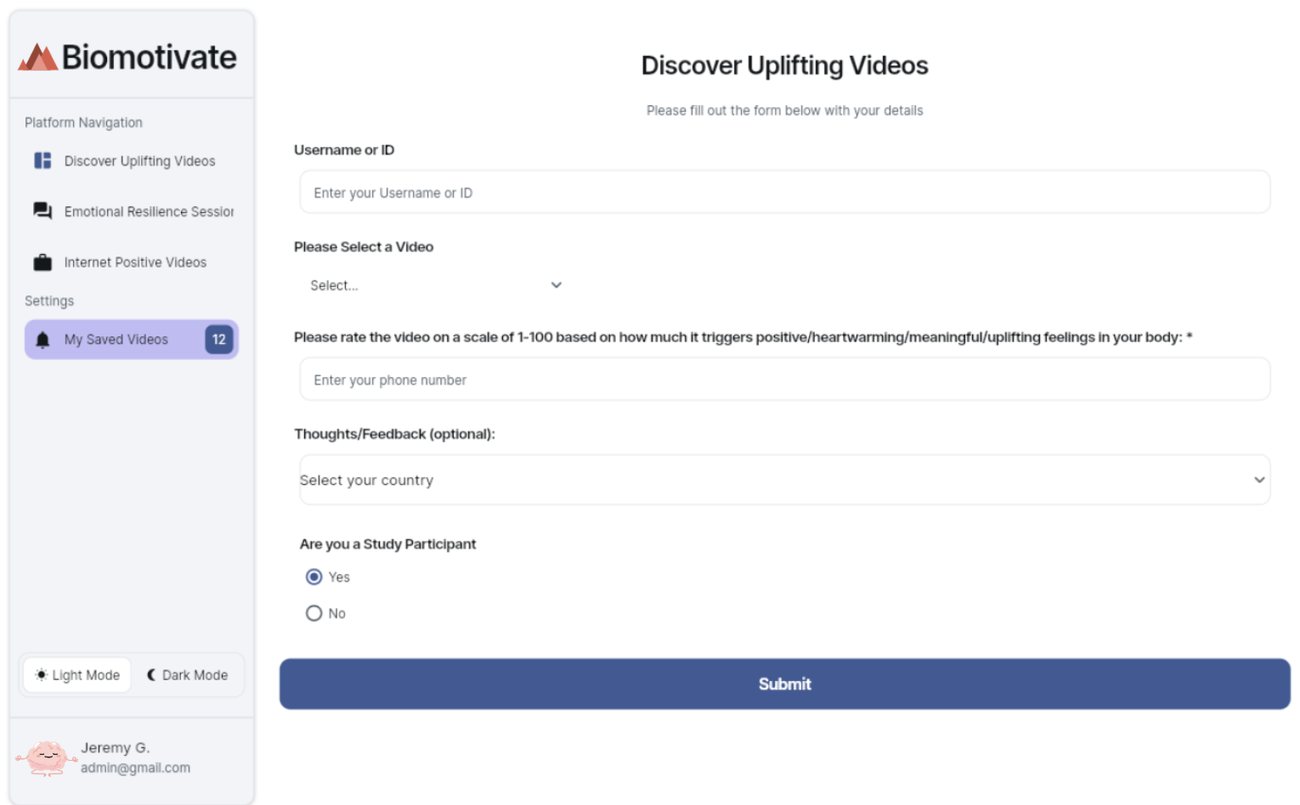 Biomotivate
Platform Navigation
Discover Uplifting Videos
Emotional Resilience Session
Internet Positive Videos
Settings
My Saved Videos 12
Light Mode Dark Mode
Jeremy G.
admin@gmail.com
Discover Uplifting Videos
Please fill out the form below with your details
Username or ID
Enter your Username or ID
Please Select a Video
Select...
Please rate the video on a scale of 1-100 based on how much it triggers positive/heartwarming/meaningful/uplifting feelings in your body: *
Enter your phone number
Thoughts/Feedback (optional):
Select your country
Are you a Study Participant
Yes
No
Submit